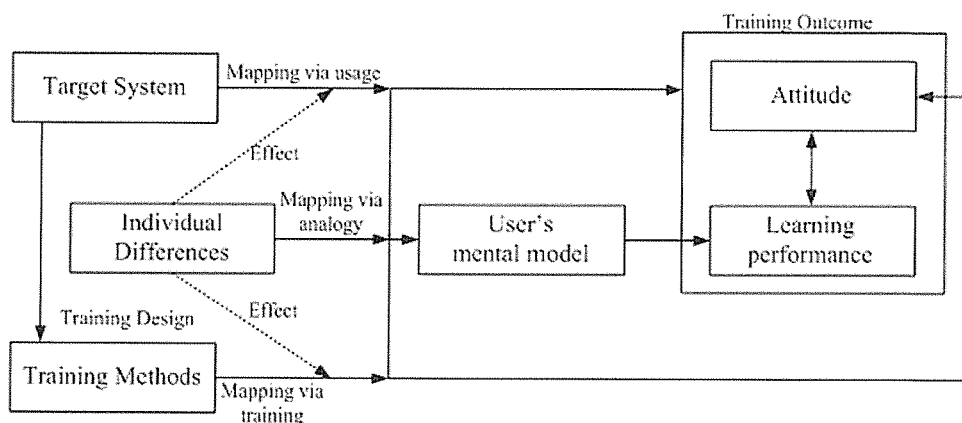 Training Outcome
Target System
Mapping via usage
Attitude
Effect
Individual
Differences
Mapping via
analogy
User's
mental model
Learning
performance
Effect
Training Design
Training Methods
Mapping via
training